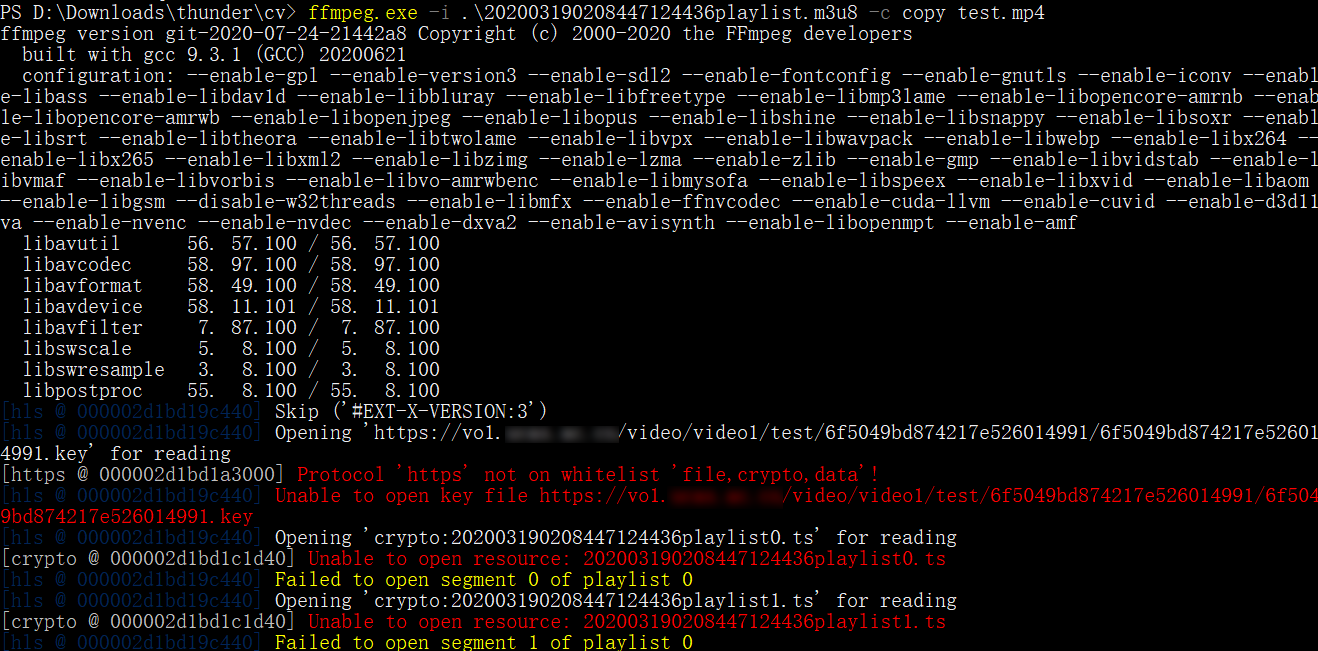 PS D:\Downloads\thunder\cv> ffmpeg.exe -i .\202003190208447124436playlist.m3u8 -c copy test.mp4
ffmpeg version git-2020-07-24-21442a8 Copyright (c) 2000-2020 the FFmpeg developers
  built with gcc 9.3.1 (GCC) 20200621
  configuration: --enable-gpl --enable-version3 --enable-sdl2 --enable-fontconfig --enable-gnutls --enable-iconv --enabl
e-libass --enable-libdav1d --enable-libbluray --enable-libfreetype --enable-libmp3lame --enable-libopencore-amrnb --enab
le-libopencore-amrwb --enable-libopenjpeg --enable-libopus --enable-libshine --enable-libsnappy --enable-libsoxr --enabl
e-libsrt --enable-libtheora --enable-libtwolame --enable-libvpx --enable-libwavpack --enable-libwebp --enable-libx264 --
enable-libx265 --enable-libxml2 --enable-libzimg --enable-lzma --enable-zlib --enable-gmp --enable-libvidstab --enable-l
ibvmaf --enable-libvorbis --enable-libvo-amrwbenc --enable-libmysofa --enable-libspeex --enable-libxvid --enable-libaom
--enable-libgsm --disable-w32threads --enable-libmfx --enable-ffnvcodec --enable-cuda-llvm --enable-cuvid --enable-d3d11
va --enable-nvenc --enable-nvdec --enable-dxva2 --enable-avisynth --enable-libopenmpt --enable-amf
  libavutil      56. 57.100 / 56. 57.100
  libavcodec     58. 97.100 / 58. 97.100
  libavformat    58. 49.100 / 58. 49.100
  libavdevice    58. 11.101 / 58. 11.101
  libavfilter     7. 87.100 /  7. 87.100
  libswscale      5.  8.100 /  5.  8.100
  libswresample   3.  8.100 /  3.  8.100
  libpostproc    55.  8.100 / 55.  8.100
[hls @ 000002d1bd19c440] Skip ('#EXT-X-VERSION:3')
[hls @ 000002d1bd19c440] Opening 'https://vo1. /video/video1/test/6f5049bd874217e526014991/6f5049bd874217e52601
4991.key' for reading
[https @ 000002d1bd1a3000] Protocol 'https' not on whitelist 'file,crypto,data'!
[hls @ 000002d1bd19c440] Unable to open key file https://vo1. /video/video1/test/6f5049bd874217e526014991/6f504
9bd874217e526014991.key
[hls @ 000002d1bd19c440] Opening 'crypto:202003190208447124436playlist0.ts' for reading
[crypto @ 000002d1bd1c1d40] Unable to open resource: 202003190208447124436playlist0.ts
[hls @ 000002d1bd19c440] Failed to open segment 0 of playlist 0
[hls @ 000002d1bd19c440] Opening 'crypto:202003190208447124436playlist1.ts' for reading
[crypto @ 000002d1bd1c1d40] Unable to open resource: 202003190208447124436playlist1.ts
[hls @ 000002d1bd19c440] Failed to open segment 1 of playlist 0